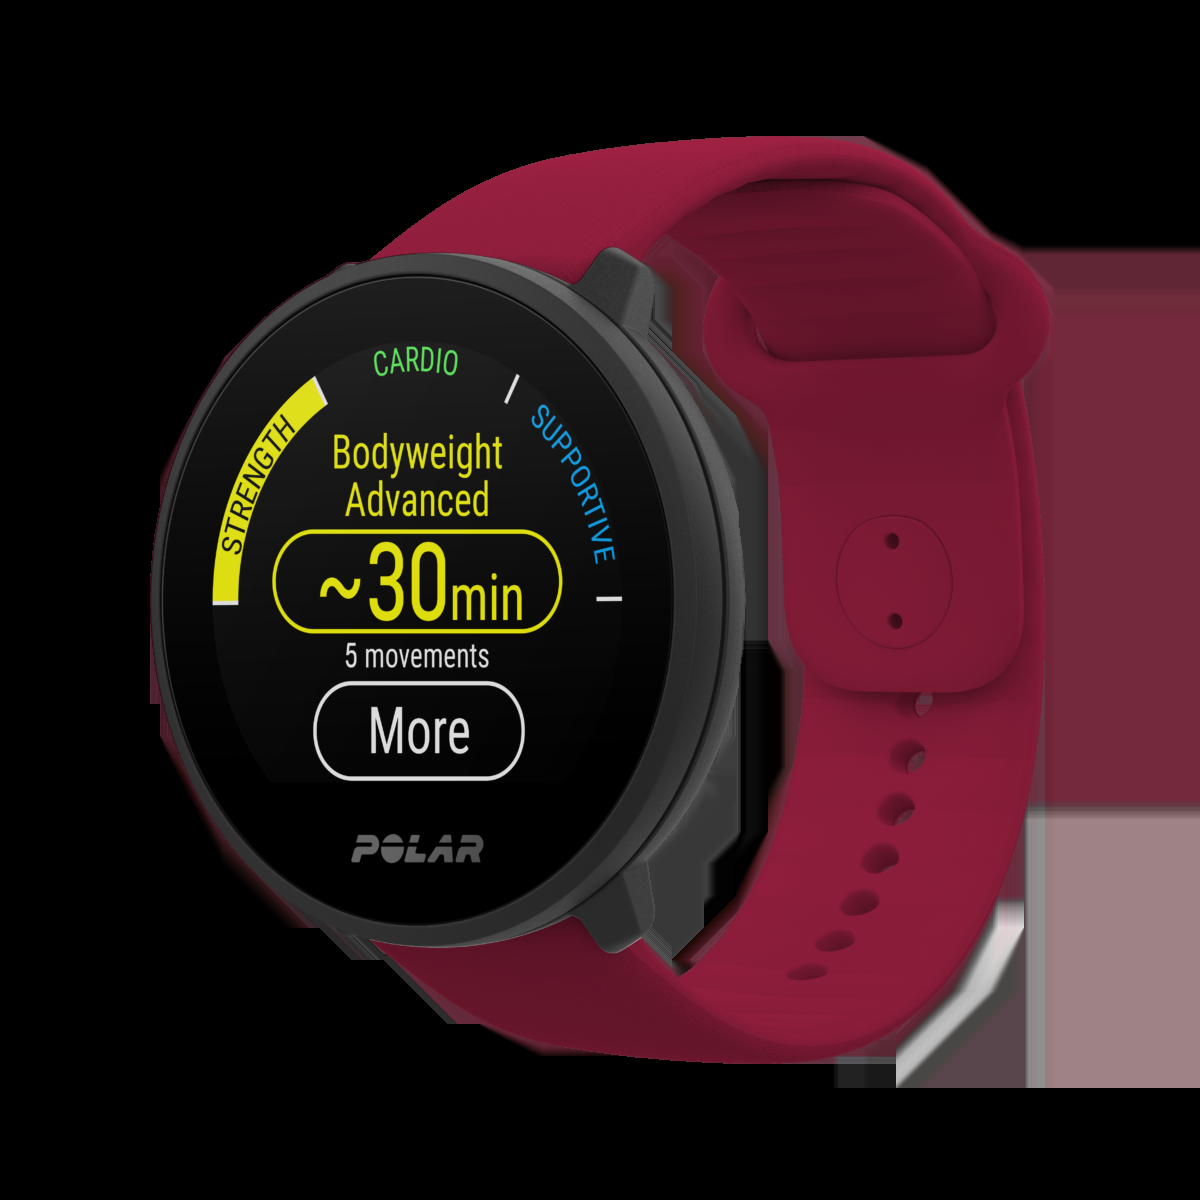 CARDIO
STRENGTH
SUPPORTIVE
Bodyweight
Advanced
~30min
5 movements
More
POLAR